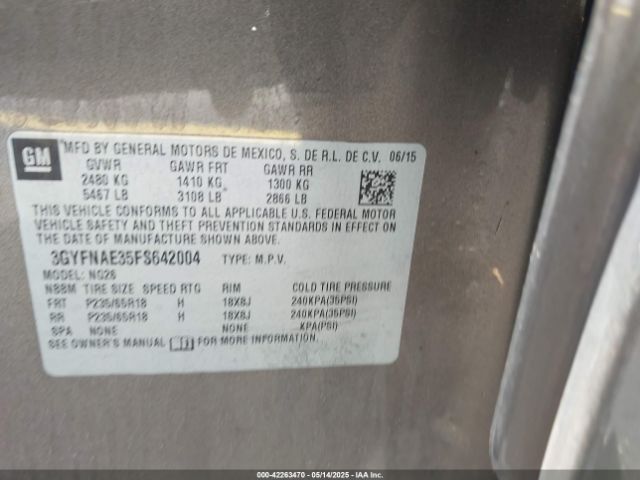 GM
MFD BY GENERAL MOTORS DE MEXICO, S. DE R.L. DE C.V. 06/15
GVWR GAWR FRT GAWR RR
2480 KG 1410 KG 1300 KG
5467 LB 3108 LB 2866 LB
THIS VEHICLE CONFORMS TO ALL APPLICABLE U.S. FEDERAL MOTOR
VEHICLE SAFETY AND THEFT PREVENTION STANDARDS IN EFFECT ON
THE DATE OF MANUFACTURE SHOWN ABOVE.
3GYFNAE35FS642004 TYPE: M.P.V.
MODEL: NG26
NBBM TIRE SIZE SPEED RTG RIM COLD TIRE PRESSURE
FRT P235/65R18 H 18X8J 240KPA(35PSI)
RR P235/65R18 H 18X8J 240KPA(35PSI)
SPA NONE NONE KPA(PSI)
SEE OWNER'S MANUAL FOR MORE INFORMATION.
000-42263470 - 05/14/2025 - IAAI, Inc.